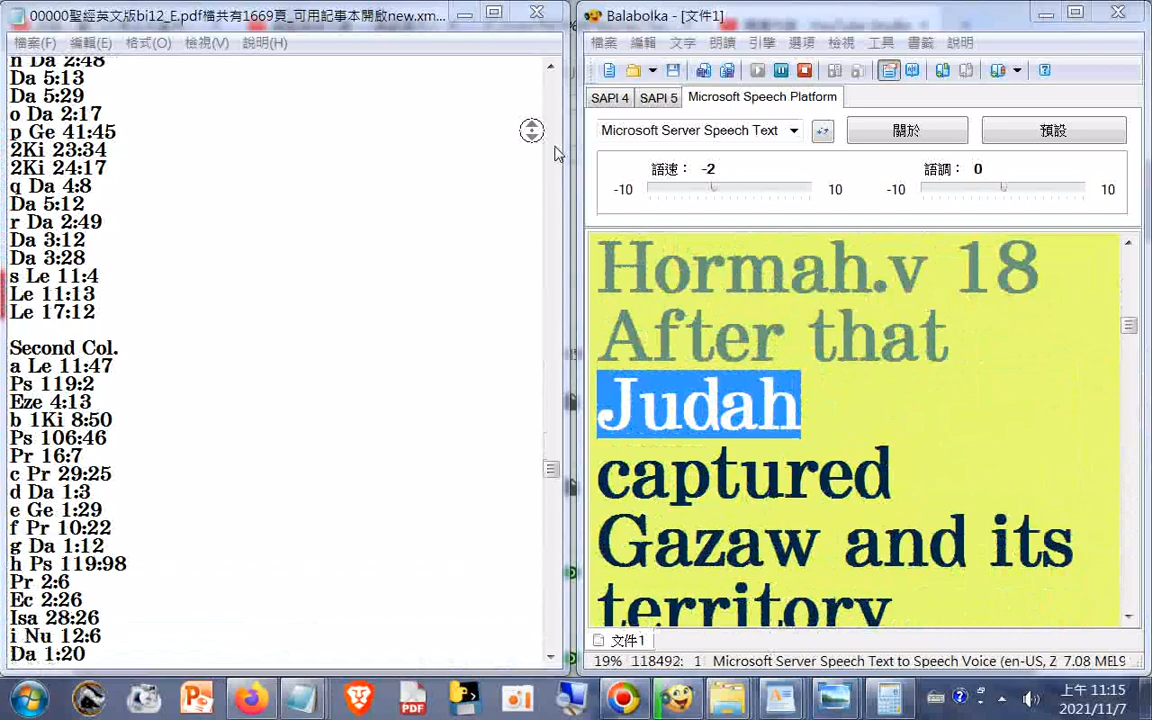 00000聖經英文版bi12_E.pdf檔共有1669頁_可用記事本開啟new.xm...
檔案(F) 編輯(E) 格式(O) 檢視(V) 說明(H)
n Da 2:48
Da 5:13
Da 5:29
o Da 2:17
p Ge 41:45
2Ki 23:34
2Ki 24:17
q Da 4:8
Da 5:12
r Da 2:49
Da 3:12
Da 3:28
s Le 11:4
Le 11:13
Le 17:12
Second Col.
a Le 11:47
Ps 119:2
Eze 4:13
b 1Ki 8:50
Ps 106:46
Pr 16:7
c Pr 29:25
d Da 1:3
e Ge 1:29
f Pr 10:22
g Da 1:12
h Ps 119:98
Pr 2:6
Ec 2:26
Isa 28:26
i Nu 12:6
Da 1:20
Balabolka - [文件1]
檔案 編輯 文字 朗讀 引擎 選項 檢視 工具 書籤 說明
SAPI 4 SAPI 5 Microsoft Speech Platform
Microsoft Server Speech Text 關於 預設
語速： -2 語調： 0
-10 10 -10 10
Hormah.v 18
After that
Judah
captured
Gazaw and its
territory
文件1
19% 118492: 1 Microsoft Server Speech Text to Speech Voice (en-US, Z 7.08 MEL9
PDF
上午 11:15
2021/11/7